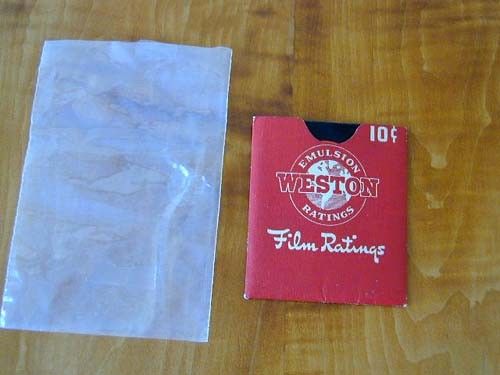 10¢
EMULSION
WESTON
RATINGS
Film Ratings